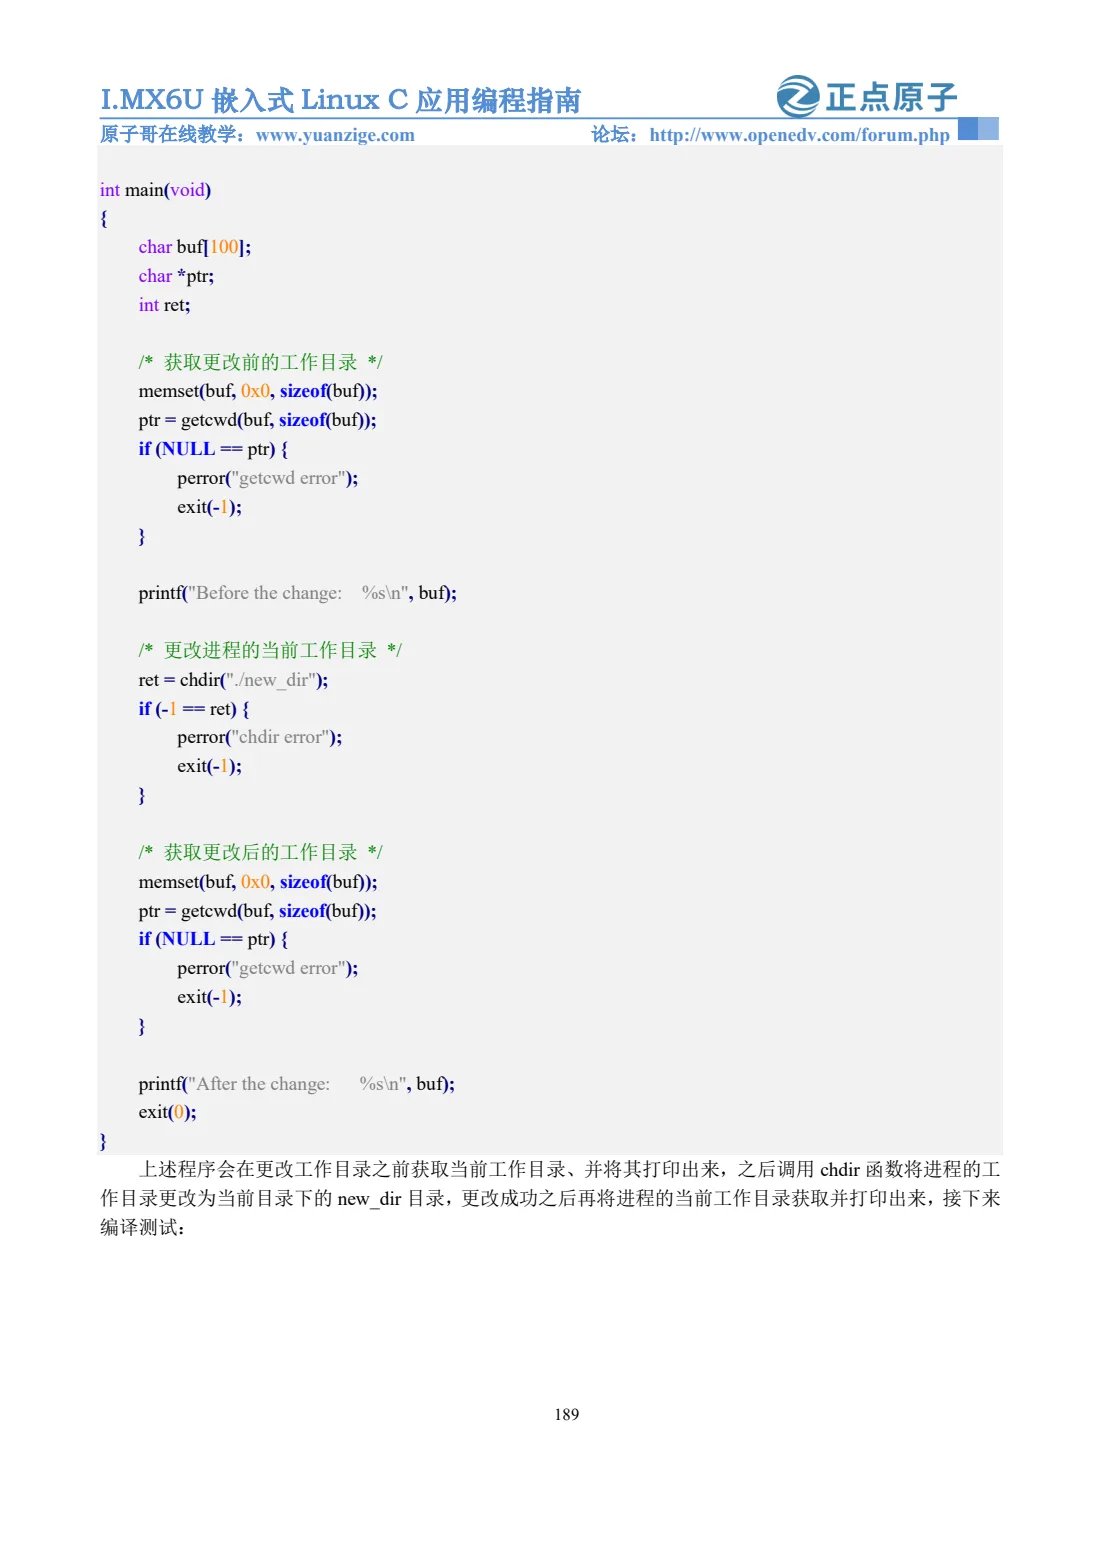 I.MX6U 嵌入式 Linux C 应用编程指南
正点原子
原子哥在线教学：www.yuanzige.com 论坛：http://www.openedv.com/forum.php
int main(void)
{
char buf[100];
char *ptr;
int ret;
/* 获取更改前的工作目录 */
memset(buf, 0x0, sizeof(buf));
ptr = getcwd(buf, sizeof(buf));
if (NULL == ptr) {
perror("getcwd error");
exit(-1);
}
printf("Before the change: %s\n", buf);
/* 更改进程的当前工作目录 */
ret = chdir("./new_dir");
if (-1 == ret) {
perror("chdir error");
exit(-1);
}
/* 获取更改后的工作目录 */
memset(buf, 0x0, sizeof(buf));
ptr = getcwd(buf, sizeof(buf));
if (NULL == ptr) {
perror("getcwd error");
exit(-1);
}
printf("After the change: %s\n", buf);
exit(0);
}
上述程序会在更改工作目录之前获取当前工作目录、并将其打印出来，之后调用 chdir 函数将进程的工
作目录更改为当前目录下的 new_dir 目录，更改成功之后再将进程的当前工作目录获取并打印出来，接下来
编译测试：
189